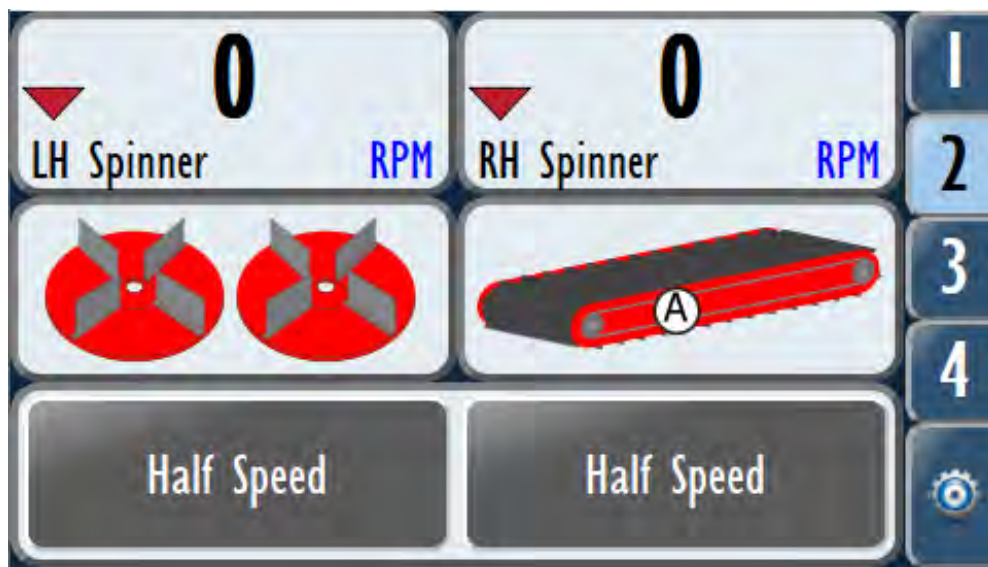 0
LH Spinner RPM
0
RH Spinner RPM
A
Half Speed
Half Speed
1
2
3
4